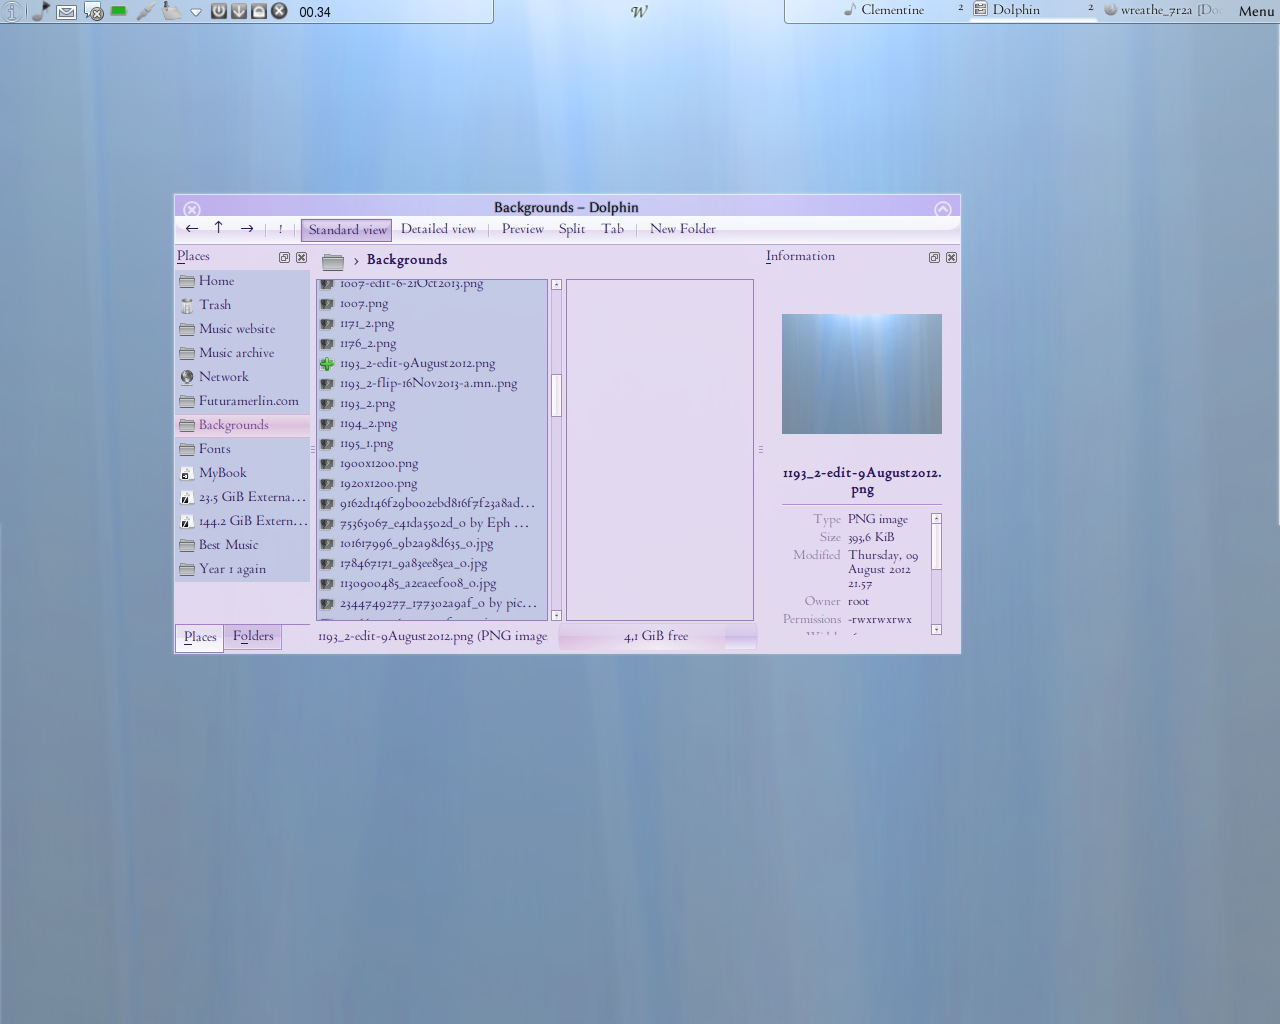 00.34
W
Clementine
2
Dolphin
2
wreathe_7r2a [Do
Menu
Backgrounds – Dolphin
! Standard view Detailed view Preview Split Tab New Folder
Places
› Backgrounds
Information
Home
Trash
Music website
Music archive
Network
Futuramerlin.com
Backgrounds
Fonts
MyBook
23.5 GiB Externa...
144.2 GiB Extern...
Best Music
Year 1 again
Places
Folders
1007-edit-6-21Oct2013.png
1007.png
1171_2.png
1176_2.png
1193_2-edit-9August2012.png
1193_2-flip-16Nov2013-a.mn..png
1193_2.png
1194_2.png
1195_1.png
1900x1200.png
1920x1200.png
9162d146f29b002ebd816f7f23a8ad...
75363067_e41da5502d_o by Eph ...
101617996_9b2a98d635_o.jpg
178467171_9a83ee85ea_o.jpg
1130900485_a2eaeef008_o.jpg
2344749277_177302a9af_o by pic...
1193_2-edit-9August2012.png (PNG image
4,1 GiB free
1193_2-edit-9August2012.
png
Type PNG image
Size 393,6 KiB
Modified Thursday, 09
August 2012
21.57
Owner root
Permissions -rwxrwxrwx